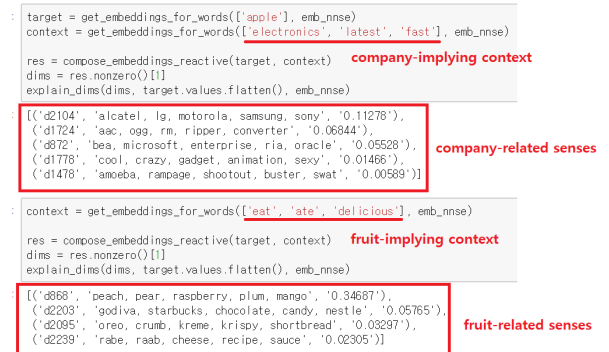 : target = get_embeddings_for_words(['apple'], emb_nnse)
context = get_embeddings_for_words(['electronics', 'latest', 'fast'], emb_nnse)
res = compose_embeddings_reactive(target, context) company-implying context
dims = res.nonzero()[1]
explain_dims(dims, target.values.flatten(), emb_nnse)
: [('d2104', 'alcatel, lg, motorola, samsung, sony', '0.11278'),
('d1724', 'aac, ogg, rm, ripper, converter', '0.06844'),
('d872', 'bea, microsoft, enterprise, ria, oracle', '0.05528'), company-related senses
('d1778', 'cool, crazy, gadget, animation, sexy', '0.01466'),
('d1478', 'amoeba, rampage, shootout, buster, swat', '0.00589')]
: context = get_embeddings_for_words(['eat', 'ate', 'delicious'], emb_nnse)
res = compose_embeddings_reactive(target, context) fruit-implying context
dims = res.nonzero()[1]
explain_dims(dims, target.values.flatten(), emb_nnse)
: [('d868', 'peach, pear, raspberry, plum, mango', '0.34687'),
('d2203', 'godiva, starbucks, chocolate, candy, nestle', '0.05765'),
('d2095', 'oreo, crumb, kreme, krispy, shortbread', '0.03297'), fruit-related senses
('d2239', 'rabe, raab, cheese, recipe, sauce', '0.02305')]